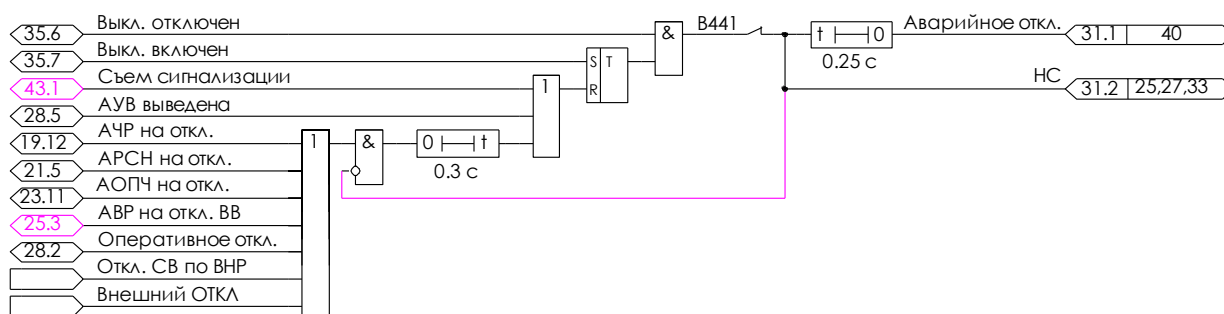 35.6 Выкл. отключен & В441 t 0 Аварийное откл. 31.1 40
35.7 Выкл. включен S T 0.25 с
43.1 Съем сигнализации R 1 НС 31.2 25,27,33
28.5 АУВ выведена
19.12 АЧР на откл. 1 & 0 t
21.5 АРСН на откл. 0.3 с
23.11 АОПЧ на откл.
25.3 АВР на откл. ВВ
28.2 Оперативное откл.
Откл. СВ по ВНР
Внешний ОТКЛ